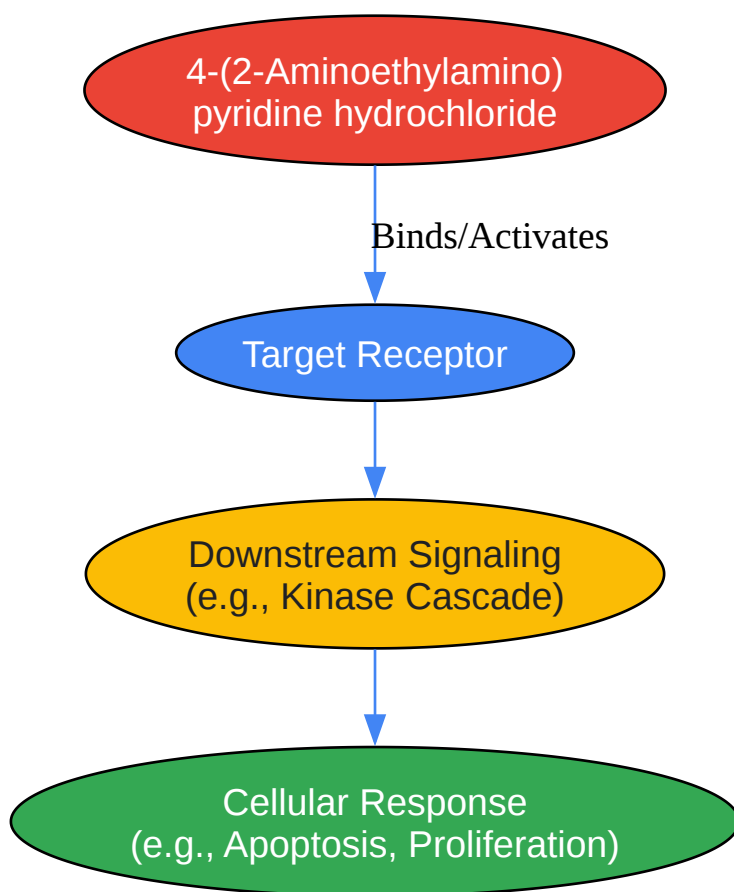 4-(2-Aminoethylamino)
pyridine hydrochloride
Binds/Activates
Target Receptor
Downstream Signaling
(e.g., Kinase Cascade)
Cellular Response
(e.g., Apoptosis, Proliferation)